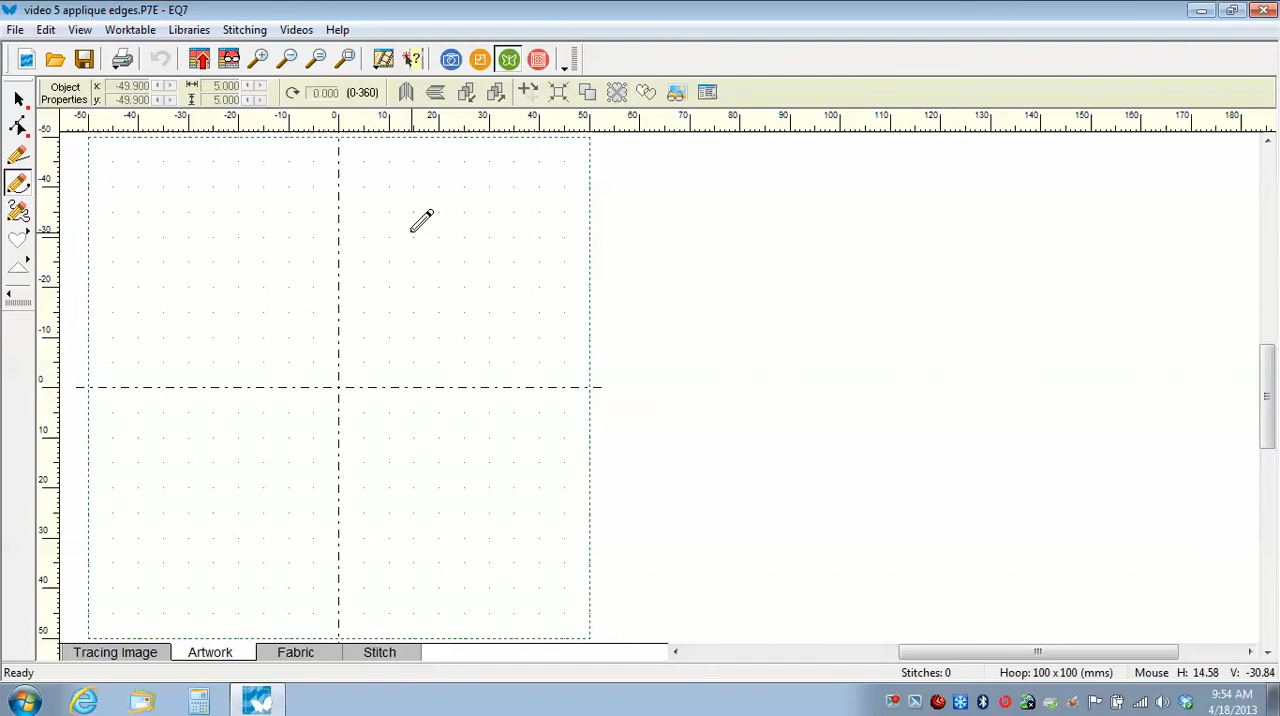 video 5 applique edges.P7E - EQ7
File Edit View Worktable Libraries Stitching Videos Help
Object Properties x: -49.900 5.000 0.000 (0-360)
y: -49.900 5.000
-50 -40 -30 -20 -10 0 10 20 30 40 50 60 70 80 90 100 110 120 130 140 150 160 170 180
-50
-40
-30
-20
-10
0
10
20
30
40
50
Tracing Image Artwork Fabric Stitch
Ready Stitches: 0 Hoop: 100 x 100 (mms) Mouse H: 14.58 V: -30.84
9:54 AM
4/18/2013